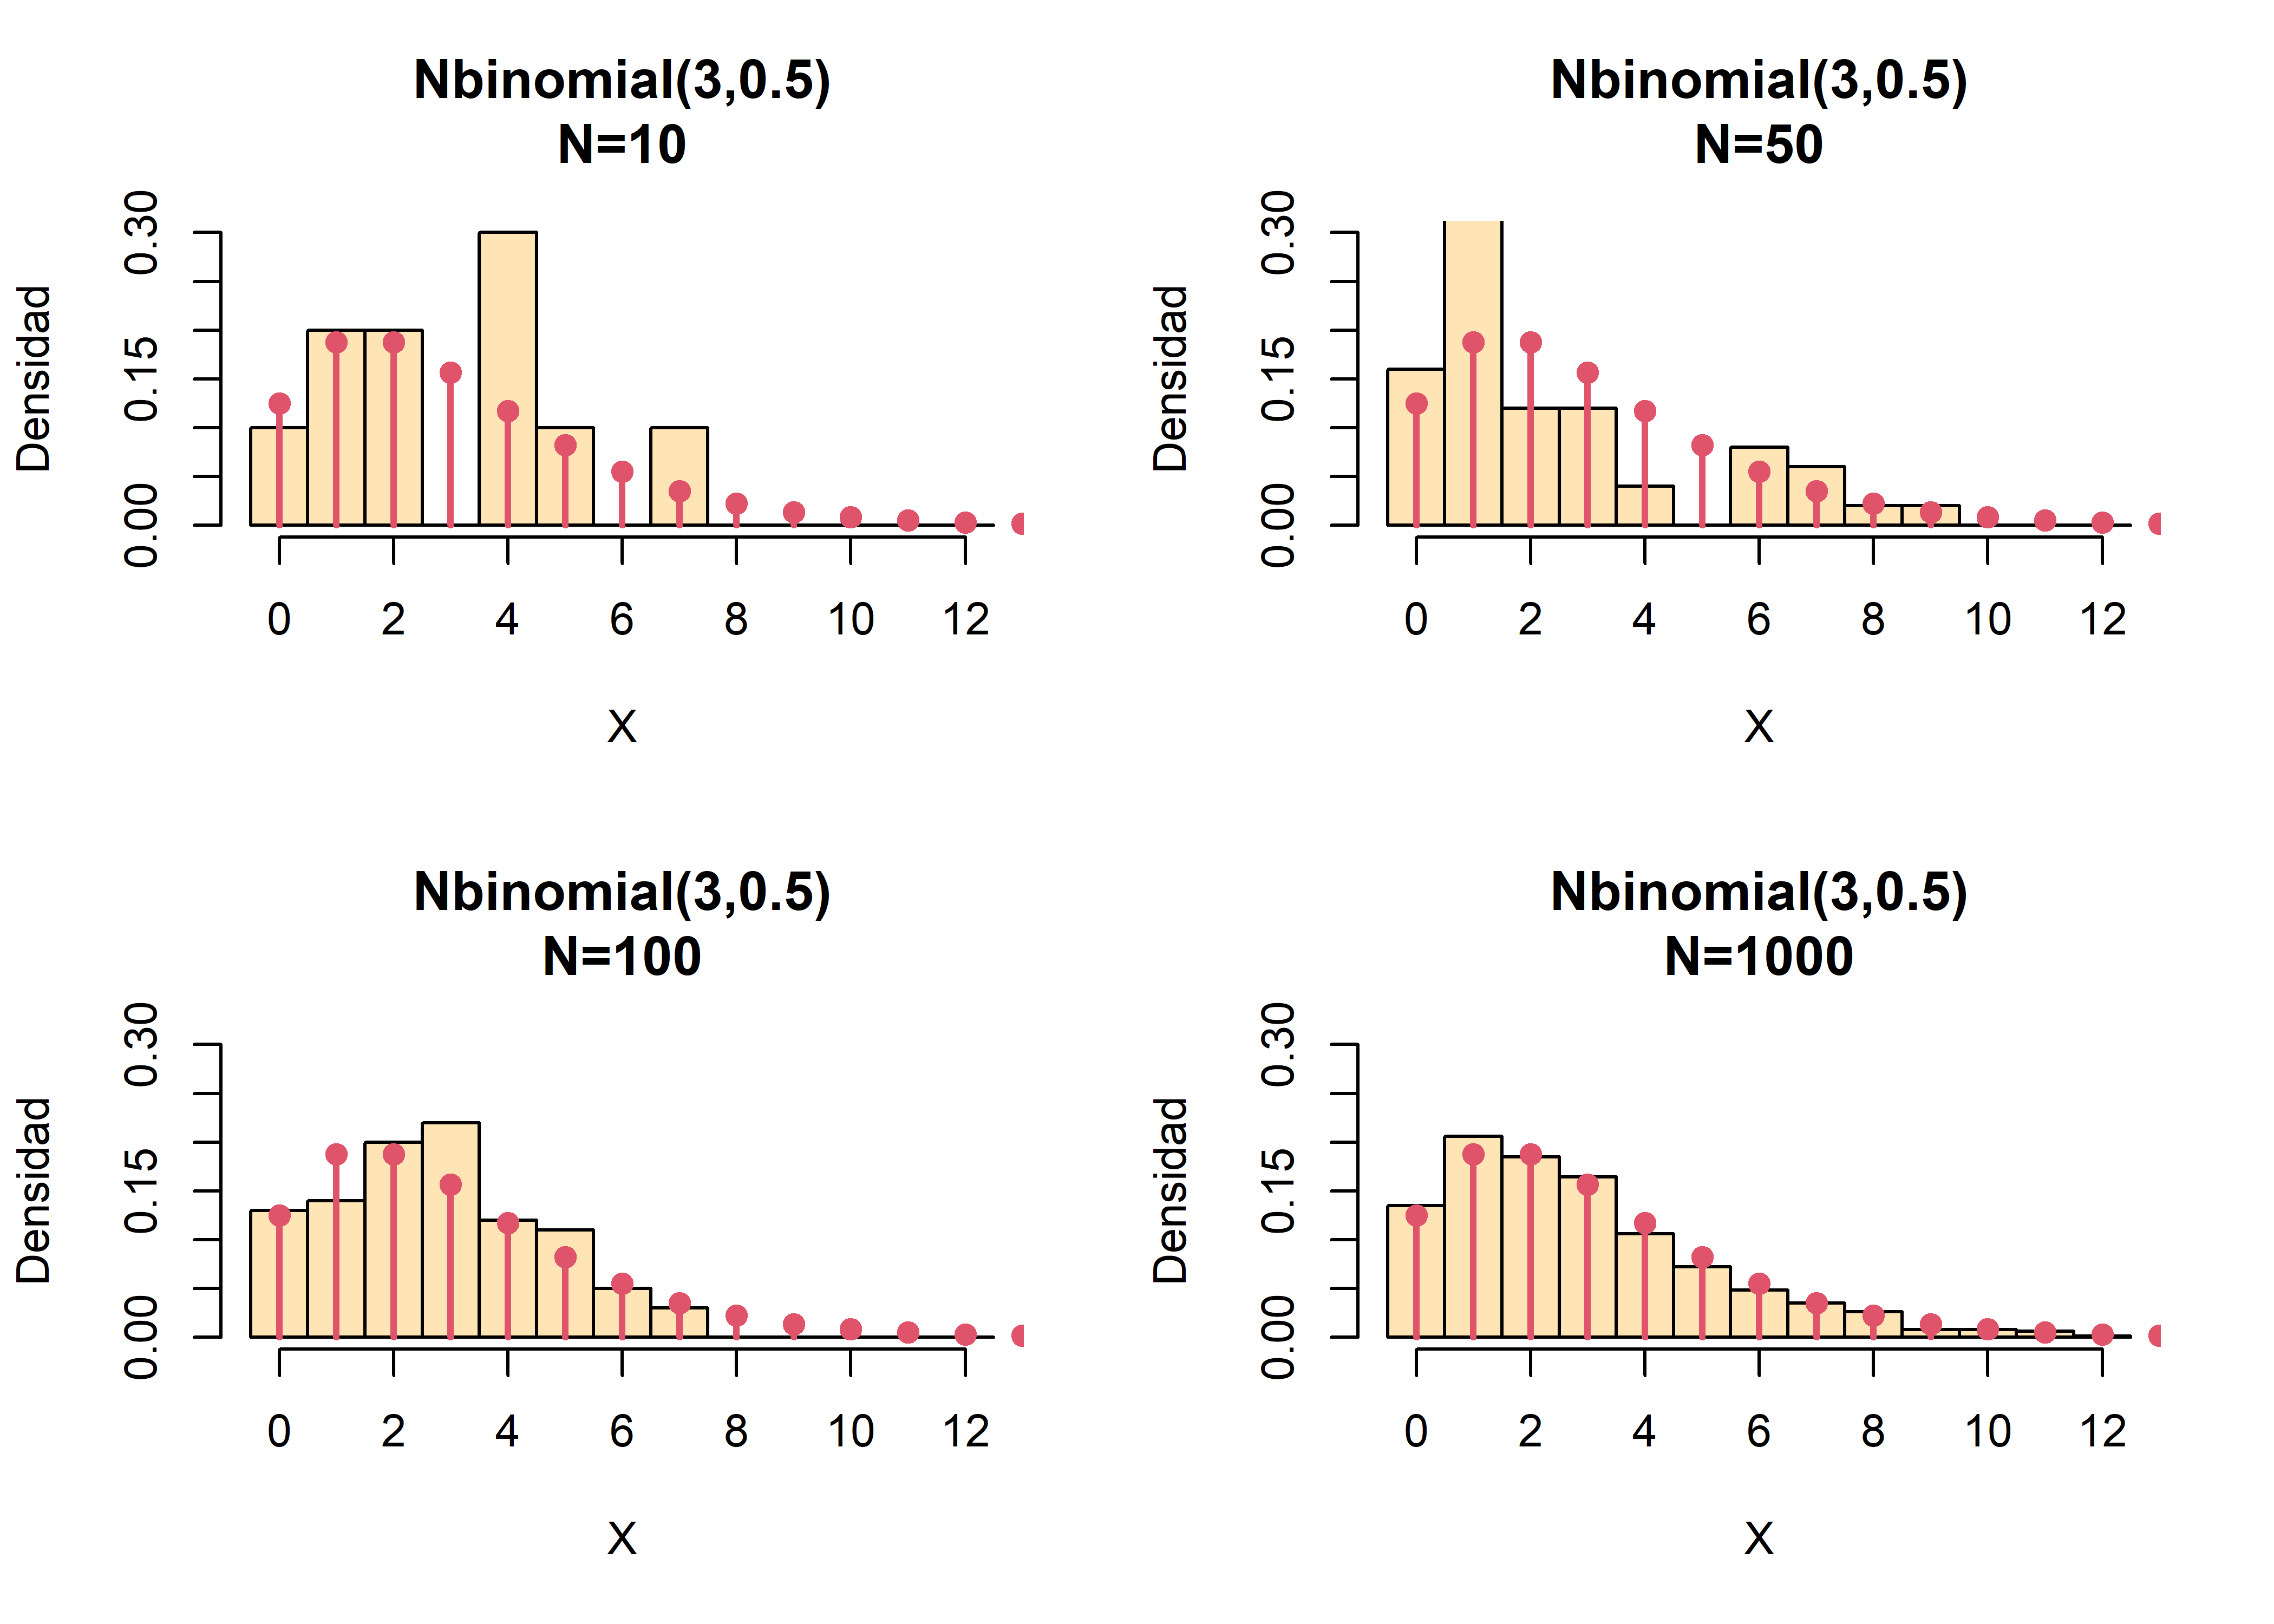 Nbinomial(3,0.5)
N=10
Densidad
0.00 0.15 0.30
0 2 4 6 8 10 12
X
Nbinomial(3,0.5)
N=50
Densidad
0.00 0.15 0.30
0 2 4 6 8 10 12
X
Nbinomial(3,0.5)
N=100
Densidad
0.00 0.15 0.30
0 2 4 6 8 10 12
X
Nbinomial(3,0.5)
N=1000
Densidad
0.00 0.15 0.30
0 2 4 6 8 10 12
X